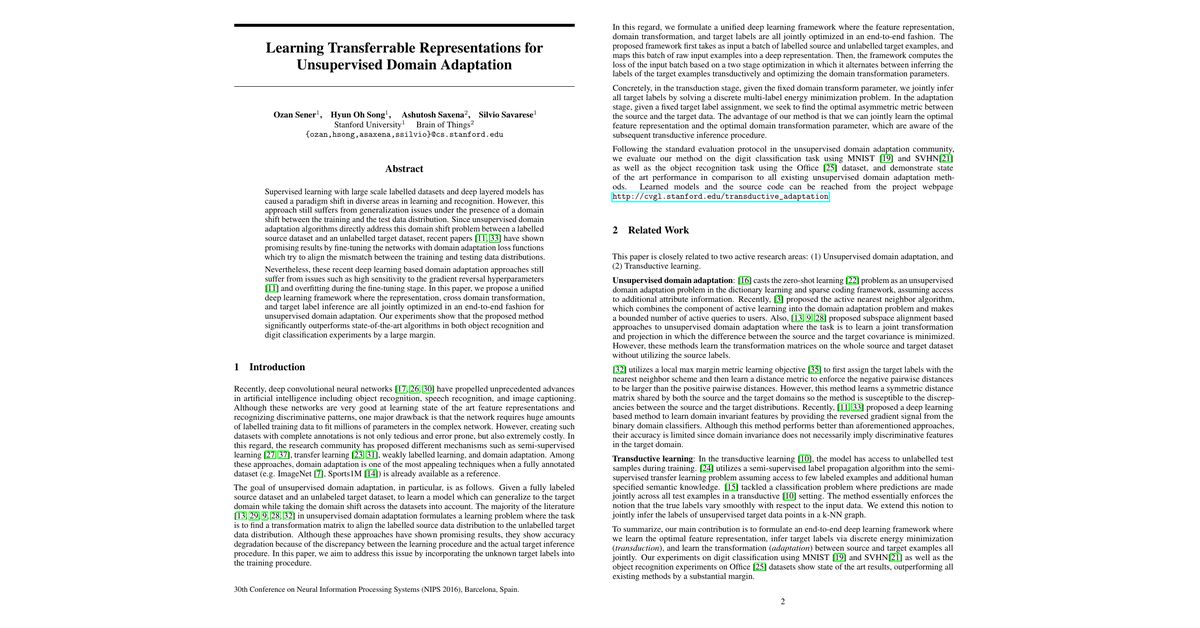 Learning Transferrable Representations for
Unsupervised Domain Adaptation
Ozan Sener1, Hyun Oh Song1, Ashutosh Saxena2, Silvio Savarese1
Stanford University1 Brain of Things2
{ozan,hsong,asaxena,ssilvio}@cs.stanford.edu
Abstract
Supervised learning with large scale labelled datasets and deep layered models has
caused a paradigm shift in diverse areas in learning and recognition. However, this
approach still suffers from generalization issues under the presence of a domain
shift between the training and the test data distribution. Since unsupervised domain
adaptation algorithms directly address this domain shift problem between a labelled
source dataset and an unlabelled target dataset, recent papers [11, 33] have shown
promising results by fine-tuning the networks with domain adaptation loss functions
which try to align the mismatch between the training and testing data distributions.
Nevertheless, these recent deep learning based domain adaptation approaches still
suffer from issues such as high sensitivity to the gradient reversal hyperparameters
[11] and overfitting during the fine-tuning stage. In this paper, we propose a unified
deep learning framework where the representation, cross domain transformation,
and target label inference are all jointly optimized in an end-to-end fashion for
unsupervised domain adaptation. Our experiments show that the proposed method
significantly outperforms state-of-the-art algorithms in both object recognition and
digit classification experiments by a large margin.
1 Introduction
Recently, deep convolutional neural networks [17, 26, 30] have propelled unprecedented advances
in artificial intelligence including object recognition, speech recognition, and image captioning.
Although these networks are very good at learning state of the art feature representations and
recognizing discriminative patterns, one major drawback is that the network requires huge amounts
of labelled training data to fit millions of parameters in the complex network. However, creating such
datasets with complete annotations is not only tedious and error prone, but also extremely costly. In
this regard, the research community has proposed different mechanisms such as semi-supervised
learning [27, 37], transfer learning [23, 31], weakly labelled learning, and domain adaptation. Among
these approaches, domain adaptation is one of the most appealing techniques when a fully annotated
dataset (e.g. ImageNet [7], Sports1M [14]) is already available as a reference.
The goal of unsupervised domain adaptation, in particular, is as follows. Given a fully labeled
source dataset and an unlabeled target dataset, to learn a model which can generalize to the target
domain while taking the domain shift across the datasets into account. The majority of the literature
[13, 29, 9, 28, 32] in unsupervised domain adaptation formulates a learning problem where the task
is to find a transformation matrix to align the labelled source data distribution to the unlabelled target
data distribution. Although these approaches have shown promising results, they show accuracy
degradation because of the discrepancy between the learning procedure and the actual target inference
procedure. In this paper, we aim to address this issue by incorporating the unknown target labels into
the training procedure.
30th Conference on Neural Information Processing Systems (NIPS 2016), Barcelona, Spain.
In this regard, we formulate a unified deep learning framework where the feature representation,
domain transformation, and target labels are all jointly optimized in an end-to-end fashion. The
proposed framework first takes as input a batch of labelled source and unlabelled target examples, and
maps this batch of raw input examples into a deep representation. Then, the framework computes the
loss of the input batch based on a two stage optimization in which it alternates between inferring the
labels of the target examples transductively and optimizing the domain transformation parameters.
Concretely, in the transduction stage, given the fixed domain transform parameter, we jointly infer
all target labels by solving a discrete multi-label energy minimization problem. In the adaptation
stage, given a fixed target label assignment, we seek to find the optimal asymmetric metric between
the source and the target data. The advantage of our method is that we can jointly learn the optimal
feature representation and the optimal domain transformation parameter, which are aware of the
subsequent transductive inference procedure.
Following the standard evaluation protocol in the unsupervised domain adaptation community,
we evaluate our method on the digit classification task using MNIST [19] and SVHN[21]
as well as the object recognition task using the Office [25] dataset, and demonstrate state
of the art performance in comparison to all existing unsupervised domain adaptation meth-
ods. Learned models and the source code can be reached from the project webpage
http://cvgl.stanford.edu/transductive_adaptation
2 Related Work
This paper is closely related to two active research areas: (1) Unsupervised domain adaptation, and
(2) Transductive learning.
Unsupervised domain adaptation: [16] casts the zero-shot learning [22] problem as an unsupervised
domain adaptation problem in the dictionary learning and sparse coding framework, assuming access
to additional attribute information. Recently, [3] proposed the active nearest neighbor algorithm,
which combines the component of active learning into the domain adaptation problem and makes
a bounded number of active queries to users. Also, [13, 9, 28] proposed subspace alignment based
approaches to unsupervised domain adaptation where the task is to learn a joint transformation
and projection in which the difference between the source and the target covariance is minimized.
However, these methods learn the transformation matrices on the whole source and target dataset
without utilizing the source labels.
[32] utilizes a local max margin metric learning objective [35] to first assign the target labels with the
nearest neighbor scheme and then learn a distance metric to enforce the negative pairwise distances
to be larger than the positive pairwise distances. However, this method learns a symmetric distance
matrix shared by both the source and the target domains so the method is susceptible to the discrep-
ancies between the source and the target distributions. Recently, [11, 33] proposed a deep learning
based method to learn domain invariant features by providing the reversed gradient signal from the
binary domain classifiers. Although this method performs better than aforementioned approaches,
their accuracy is limited since domain invariance does not necessarily imply discriminative features
in the target domain.
Transductive learning: In the transductive learning [10], the model has access to unlabelled test
samples during training. [24] utilizes a semi-supervised label propagation algorithm into the semi-
supervised transfer learning problem assuming access to few labeled examples and additional human
specified semantic knowledge. [15] tackled a classification problem where predictions are made
jointly across all test examples in a transductive [10] setting. The method essentially enforces the
notion that the true labels vary smoothly with respect to the input data. We extend this notion to
jointly infer the labels of unsupervised target data points in a k-NN graph.
To summarize, our main contribution is to formulate an end-to-end deep learning framework where
we learn the optimal feature representation, infer target labels via discrete energy minimization
(transduction), and learn the transformation (adaptation) between source and target examples all
jointly. Our experiments on digit classification using MNIST [19] and SVHN[21] as well as the
object recognition experiments on Office [25] datasets show state of the art results, outperforming all
existing methods by a substantial margin.
2